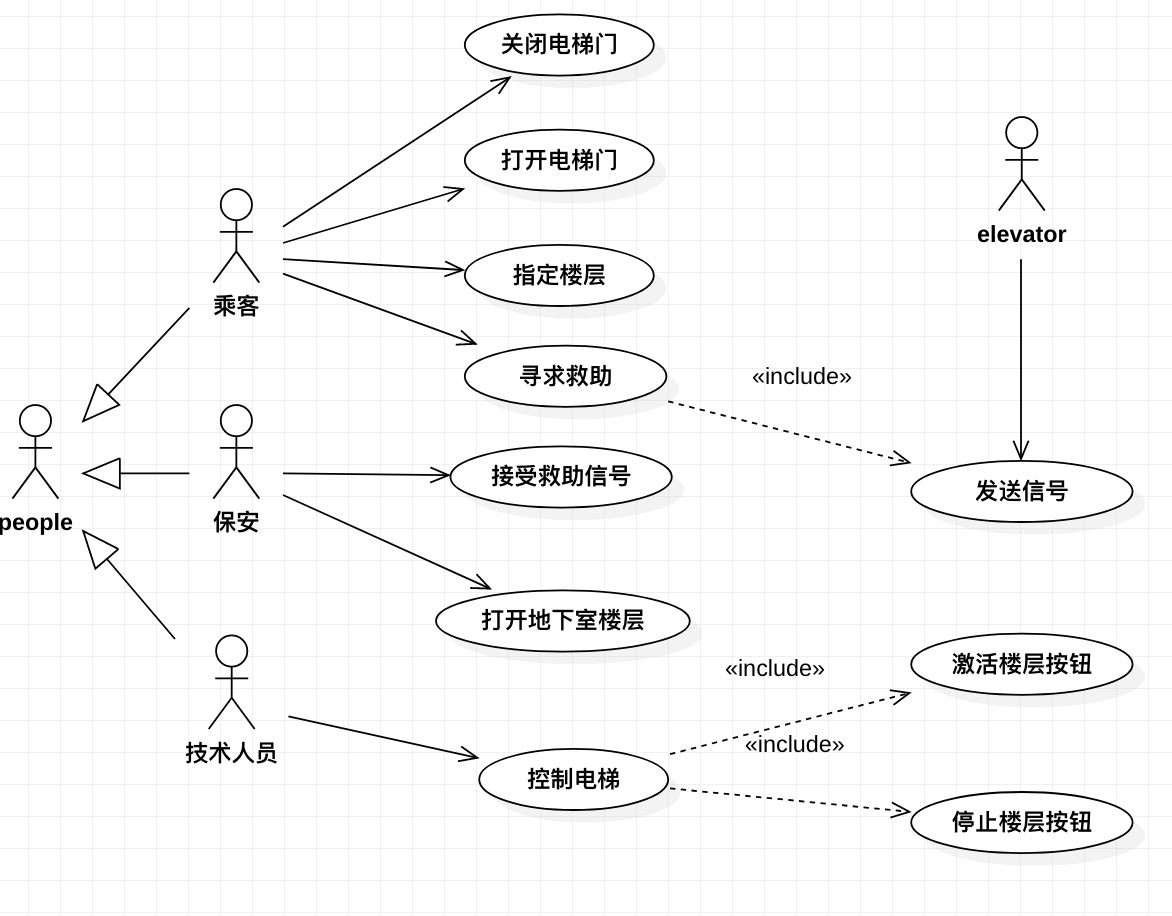 关闭电梯门
打开电梯门
elevator
指定楼层
乘客
寻求救助
«include»
接受救助信号
发送信号
people
保安
打开地下室楼层
«include»
激活楼层按钮
«include»
技术人员
控制电梯
停止楼层按钮